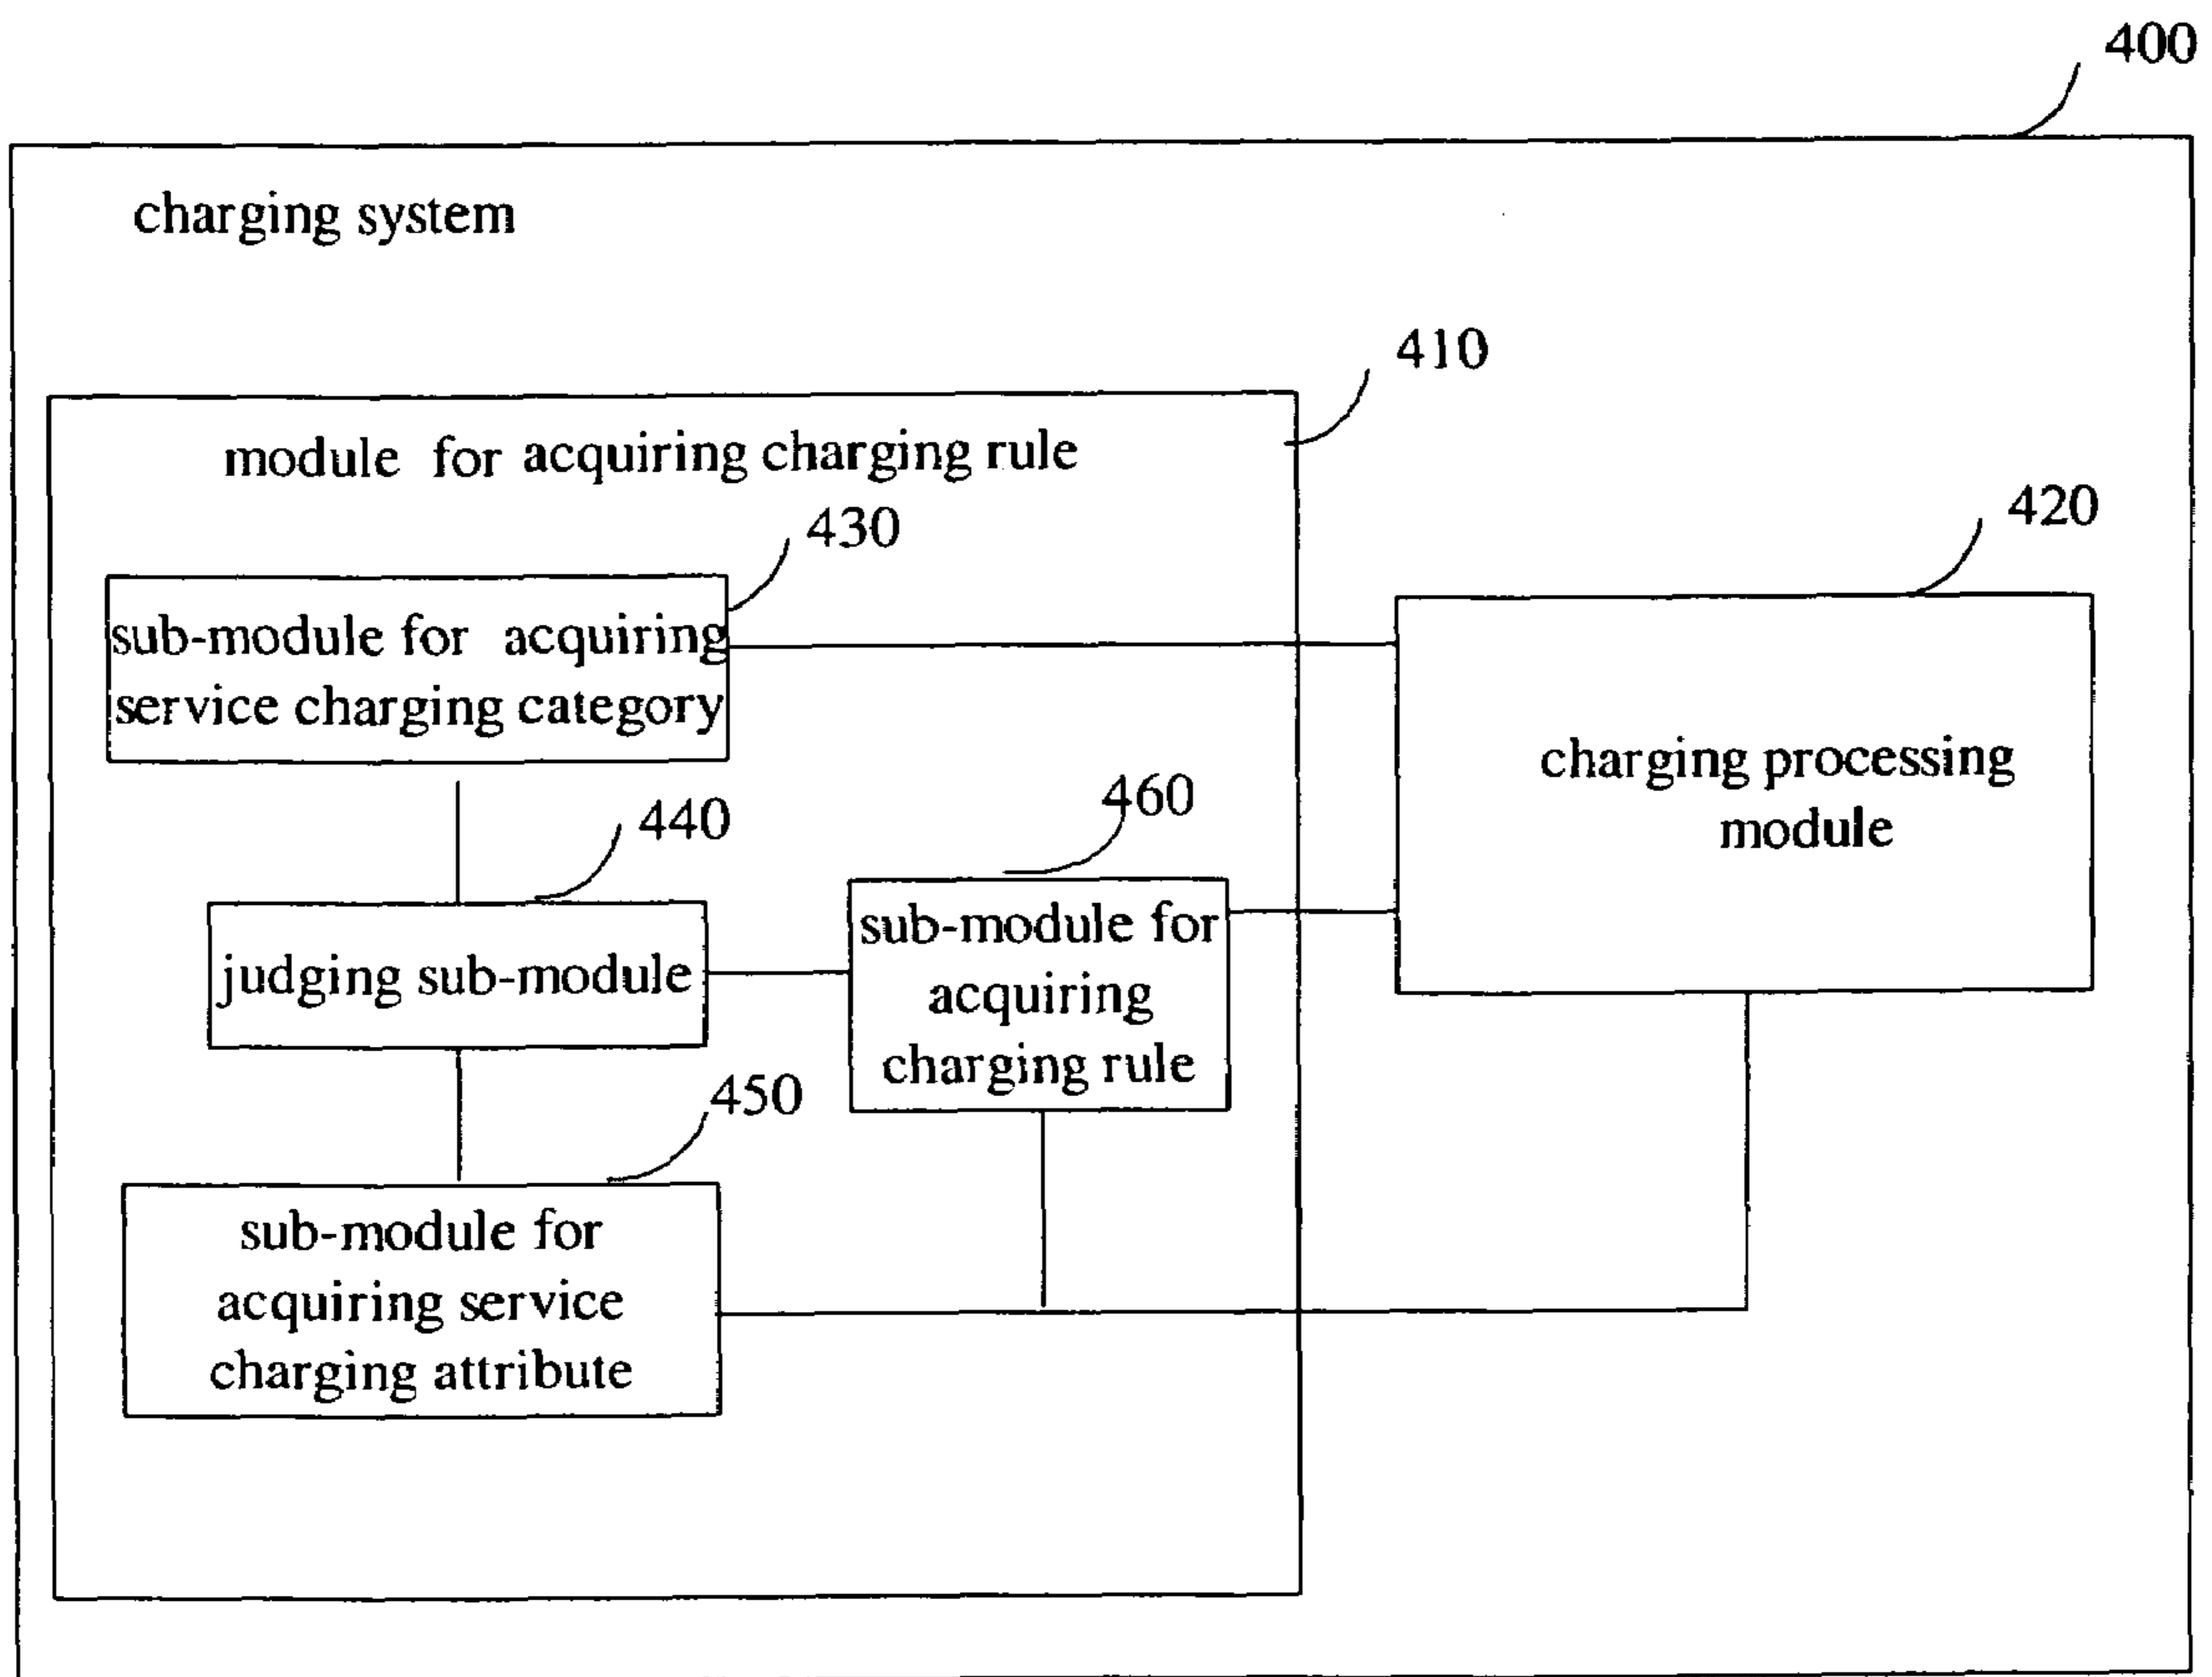 400
charging system
410
module for acquiring charging rule
430
420
sub-module for acquiring
service charging category
charging processing
module
440
460
judging sub-module
sub-module for
acquiring
charging rule
450
sub-module for
acquiring service
charging attribute